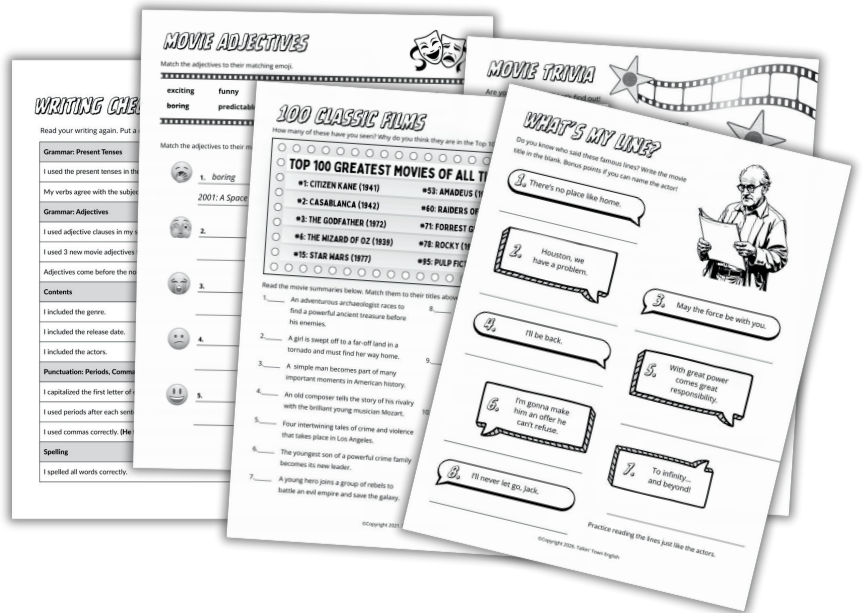 WRITING CHE
Read your writing again. Put a
Grammar: Present Tenses
I used the present tenses in the
My verbs agree with the subjec
Grammar: Adjectives
I used adjective clauses in my s
I used 3 new movie adjectives
Adjectives come before the no
Contents
I included the genre.
I included the release date.
I included the actors.
Punctuation: Periods, Comma
I capitalized the first letter of
I used periods after each sent
I used commas correctly. (He
Spelling
I spelled all words correctly.
MOVIE ADJECTIVES
Match the adjectives to their matching emoji.
exciting funny
boring predictabl
Match the adjectives to their m
1. boring
2001: A Space
2.
3.
4.
5.
100 CLASSIC FILMS
How many of these have you seen? Why do you think they are in the Top 10
TOP 100 GREATEST MOVIES OF ALL TI
#1: CITIZEN KANE (1941)
#2: CASABLANCA (1942)
#3: THE GODFATHER (1972)
#6: THE WIZARD OF OZ (1939)
#15: STAR WARS (1977)
#53: AMADEUS (19
#60: RAIDERS OF
#71: FORREST G
#78: ROCKY (19
#95: PULP FICT
Read the movie summaries below. Match them to their titles above
1. An adventurous archaeologist races to
find a powerful ancient treasure before
his enemies.
2. A girl is swept off to a far-off land in a
tornado and must find her way home.
3. A simple man becomes part of many
important moments in American history.
4. An old composer tells the story of his rivalry
with the brilliant young musician Mozart.
5. Four intertwining tales of crime and violence
that takes place in Los Angeles.
6. The youngest son of a powerful crime family
becomes its new leader.
7. A young hero joins a group of rebels to
battle an evil empire and save the galaxy.
8.
9.
10
©Copyright 202
MOVIE TRIVIA
Are yo
find out!
WHAT'S MY LINE?
Do you know who said these famous lines? Write the movie
title in the blank. Bonus points if you can name the actor!
1. There's no place like home.
2. Houston, we
have a problem.
3. May the force be with you.
4. I'll be back.
5. With great power
comes great
responsibility.
6. I'm gonna make
him an offer he
can't refuse.
7. To infinity...
and beyond!
8. I'll never let go, Jack.
Practice reading the lines just like the actors.
©Copyright 2024. Talkin' Town English